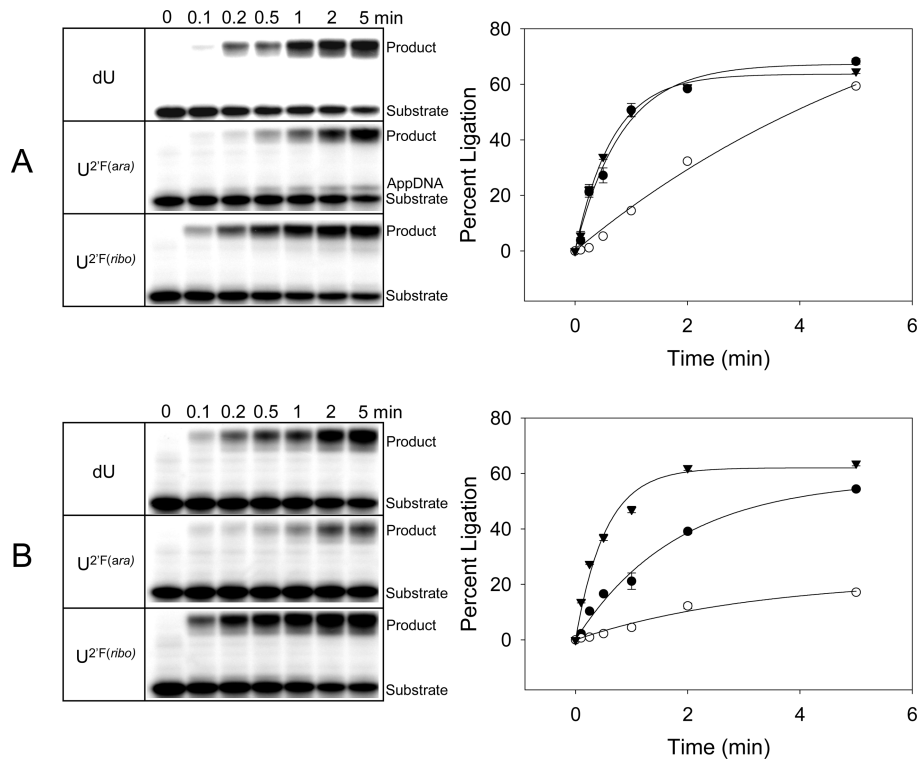 0 0.1 0.2 0.5 1 2 5 min
A
dU
Product
Substrate
U2'F(ara)
Product
AppDNA
Substrate
U2'F(ribo)
Product
Substrate
Percent Ligation
80
60
40
20
0
0 2 4 6
Time (min)
0 0.1 0.2 0.5 1 2 5 min
B
dU
Product
Substrate
U2'F(ara)
Product
Substrate
U2'F(ribo)
Product
Substrate
Percent Ligation
80
60
40
20
0
0 2 4 6
Time (min)